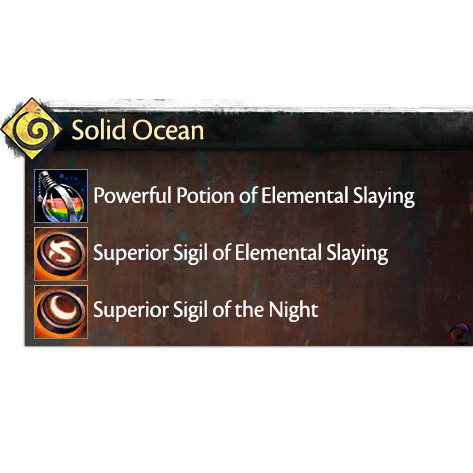 Solid Ocean
Powerful Potion of Elemental Slaying
Superior Sigil of Elemental Slaying
Superior Sigil of the Night